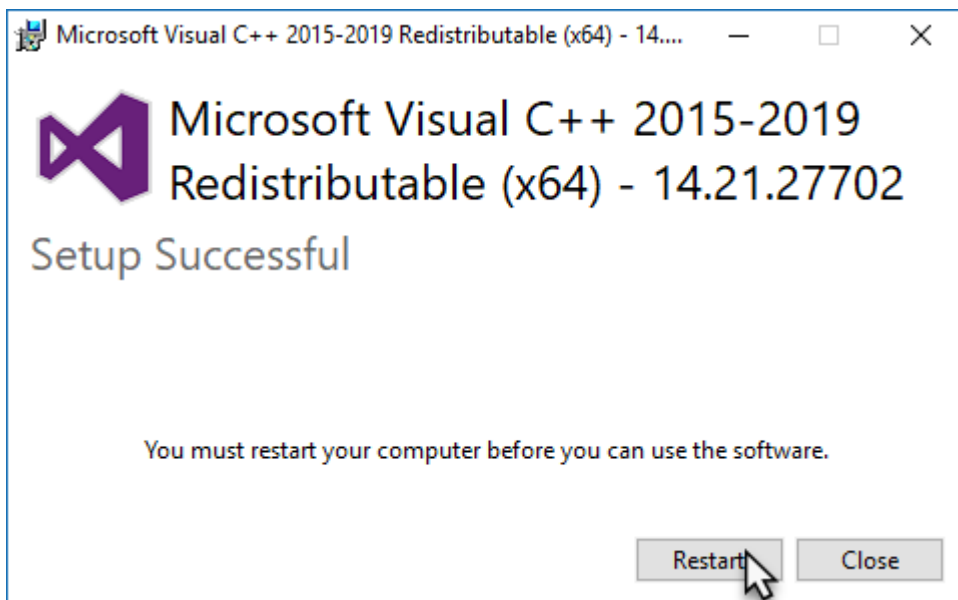 Microsoft Visual C++ 2015-2019 Redistributable (x64) - 14....
Microsoft Visual C++ 2015-2019
Redistributable (x64) - 14.21.27702
Setup Successful
You must restart your computer before you can use the software.
Restart
Close